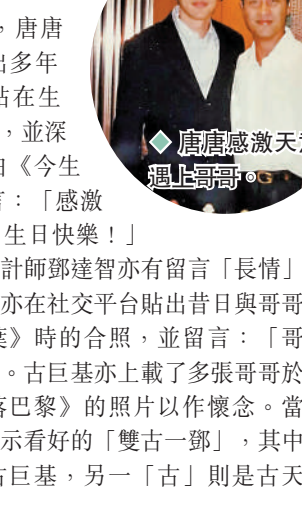 ，唐唐
出多年
站在生
，並深
《今生
：「感激
生日快樂！」
◆唐唐感激天
遇上哥哥。
計師鄧達智亦有留言「長情」
亦在社交平台貼出昔日與哥哥
》時的合照，並留言：「哥
。古巨基亦上載了多張哥哥於
落巴黎》的照片以作懷念。當
示看好的「雙古一鄧」，其中
古巨基，另一「古」則是古天